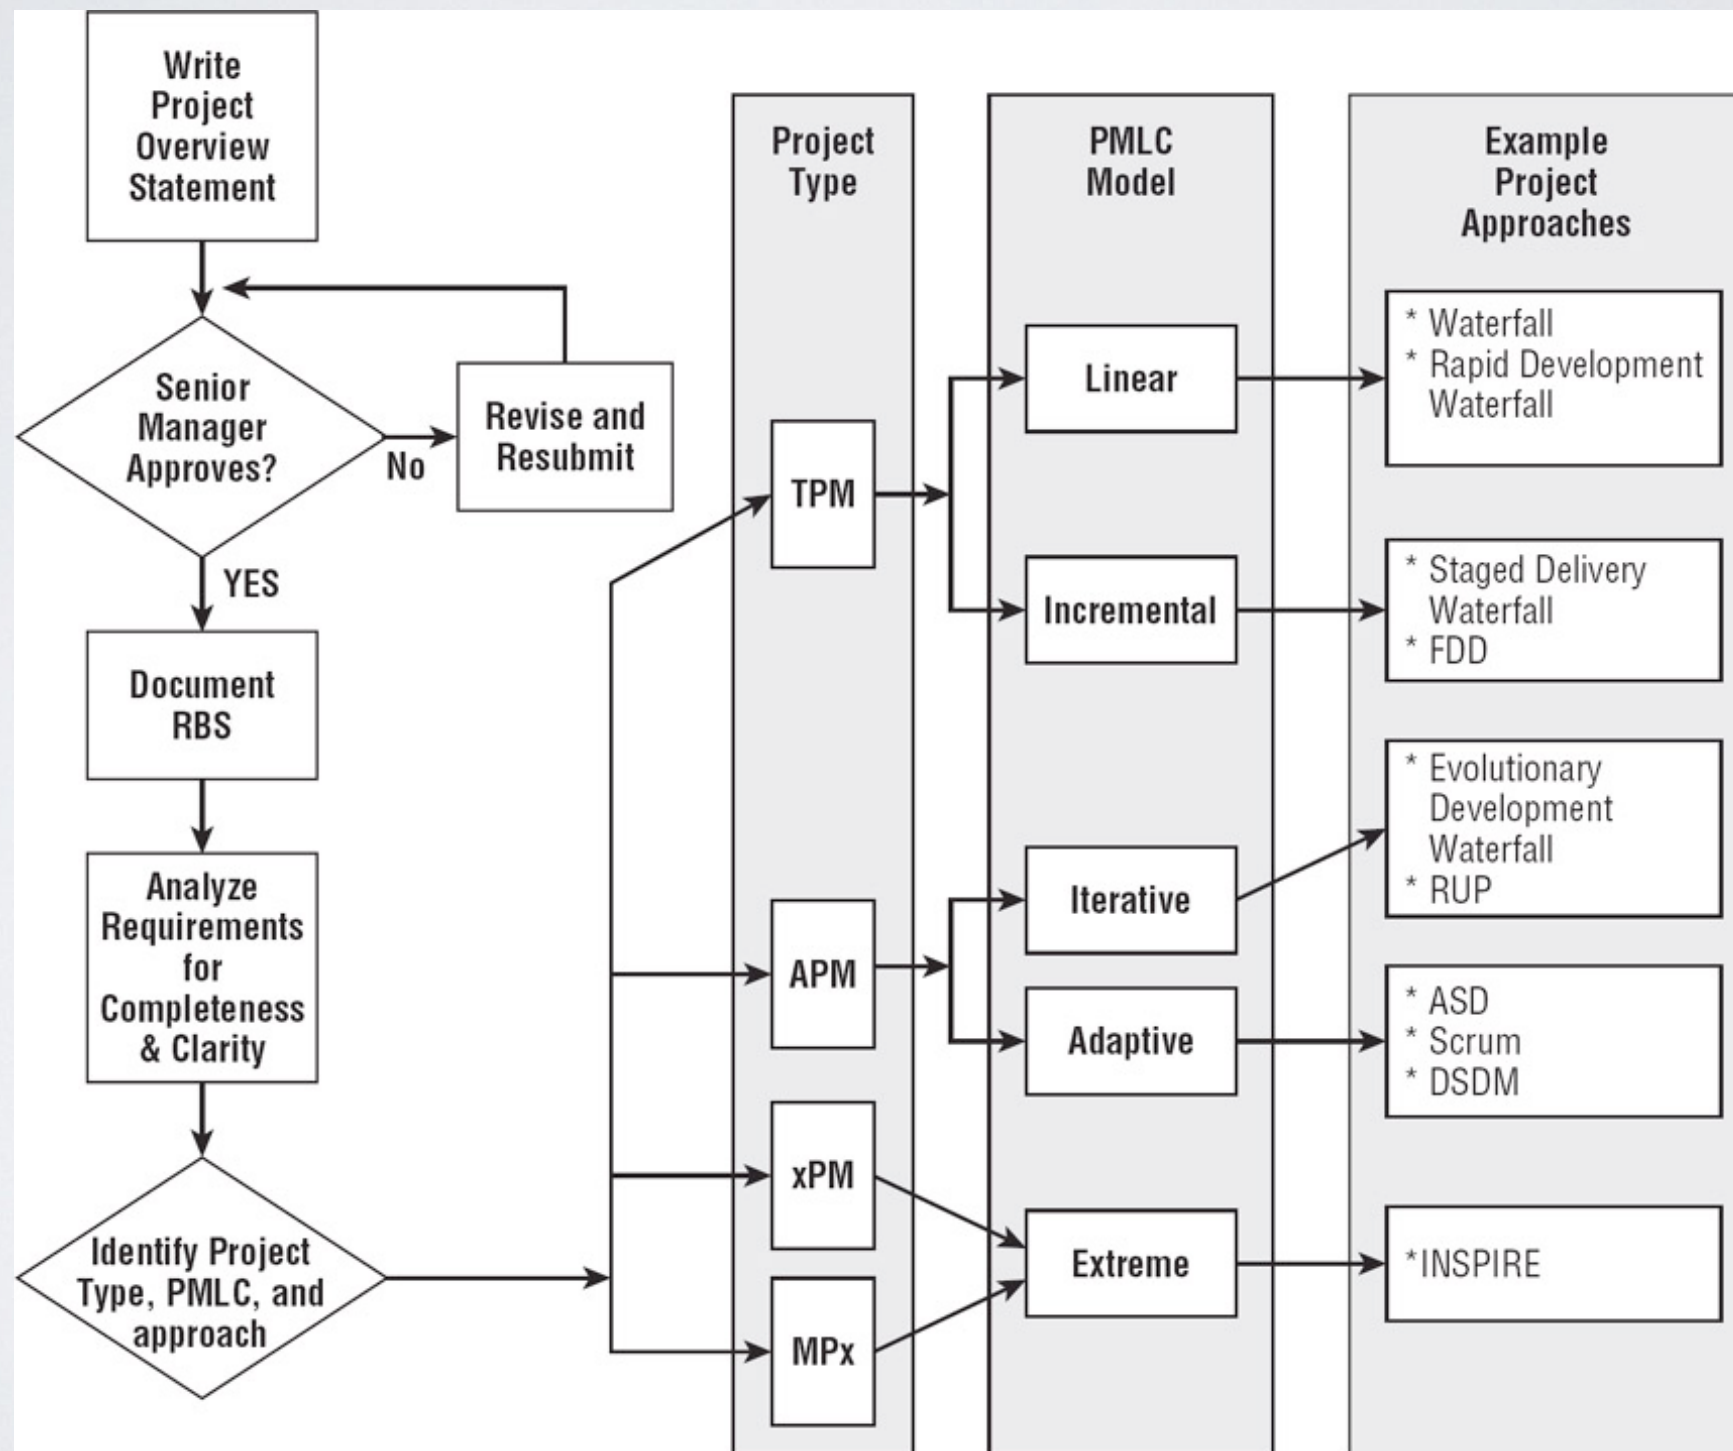 Write
Project
Overview
Statement
Senior
Manager
Approves?
No
Revise and
Resubmit
YES
Document
RBS
Analyze
Requirements
for
Completeness
& Clarity
Identify Project
Type, PMLC, and
approach
Project
Type
TPM
APM
xPM
MPx
PMLC
Model
Linear
Incremental
Iterative
Adaptive
Extreme
Example
Project
Approaches
* Waterfall
* Rapid Development
Waterfall
* Staged Delivery
Waterfall
* FDD
* Evolutionary
Development
Waterfall
* RUP
* ASD
* Scrum
* DSDM
*INSPIRE